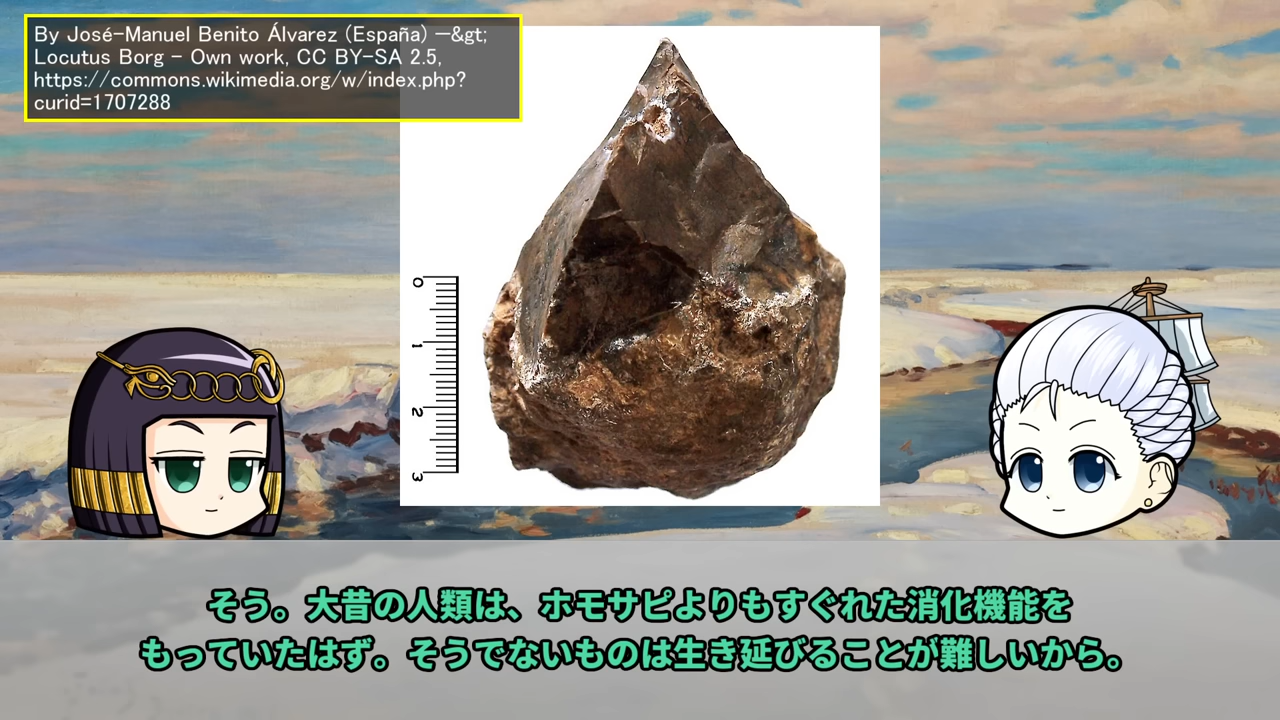 By José-Manuel Benito Álvarez (España) —&gt;
Locutus Borg - Own work, CC BY-SA 2.5,
https://commons.wikimedia.org/w/index.php?
curid=1707288
0
1
2
3
そう。大昔の人類は、ホモサピよりもすぐれた消化機能を
もっていたはず。そうでないものは生き延びることが難しいから。